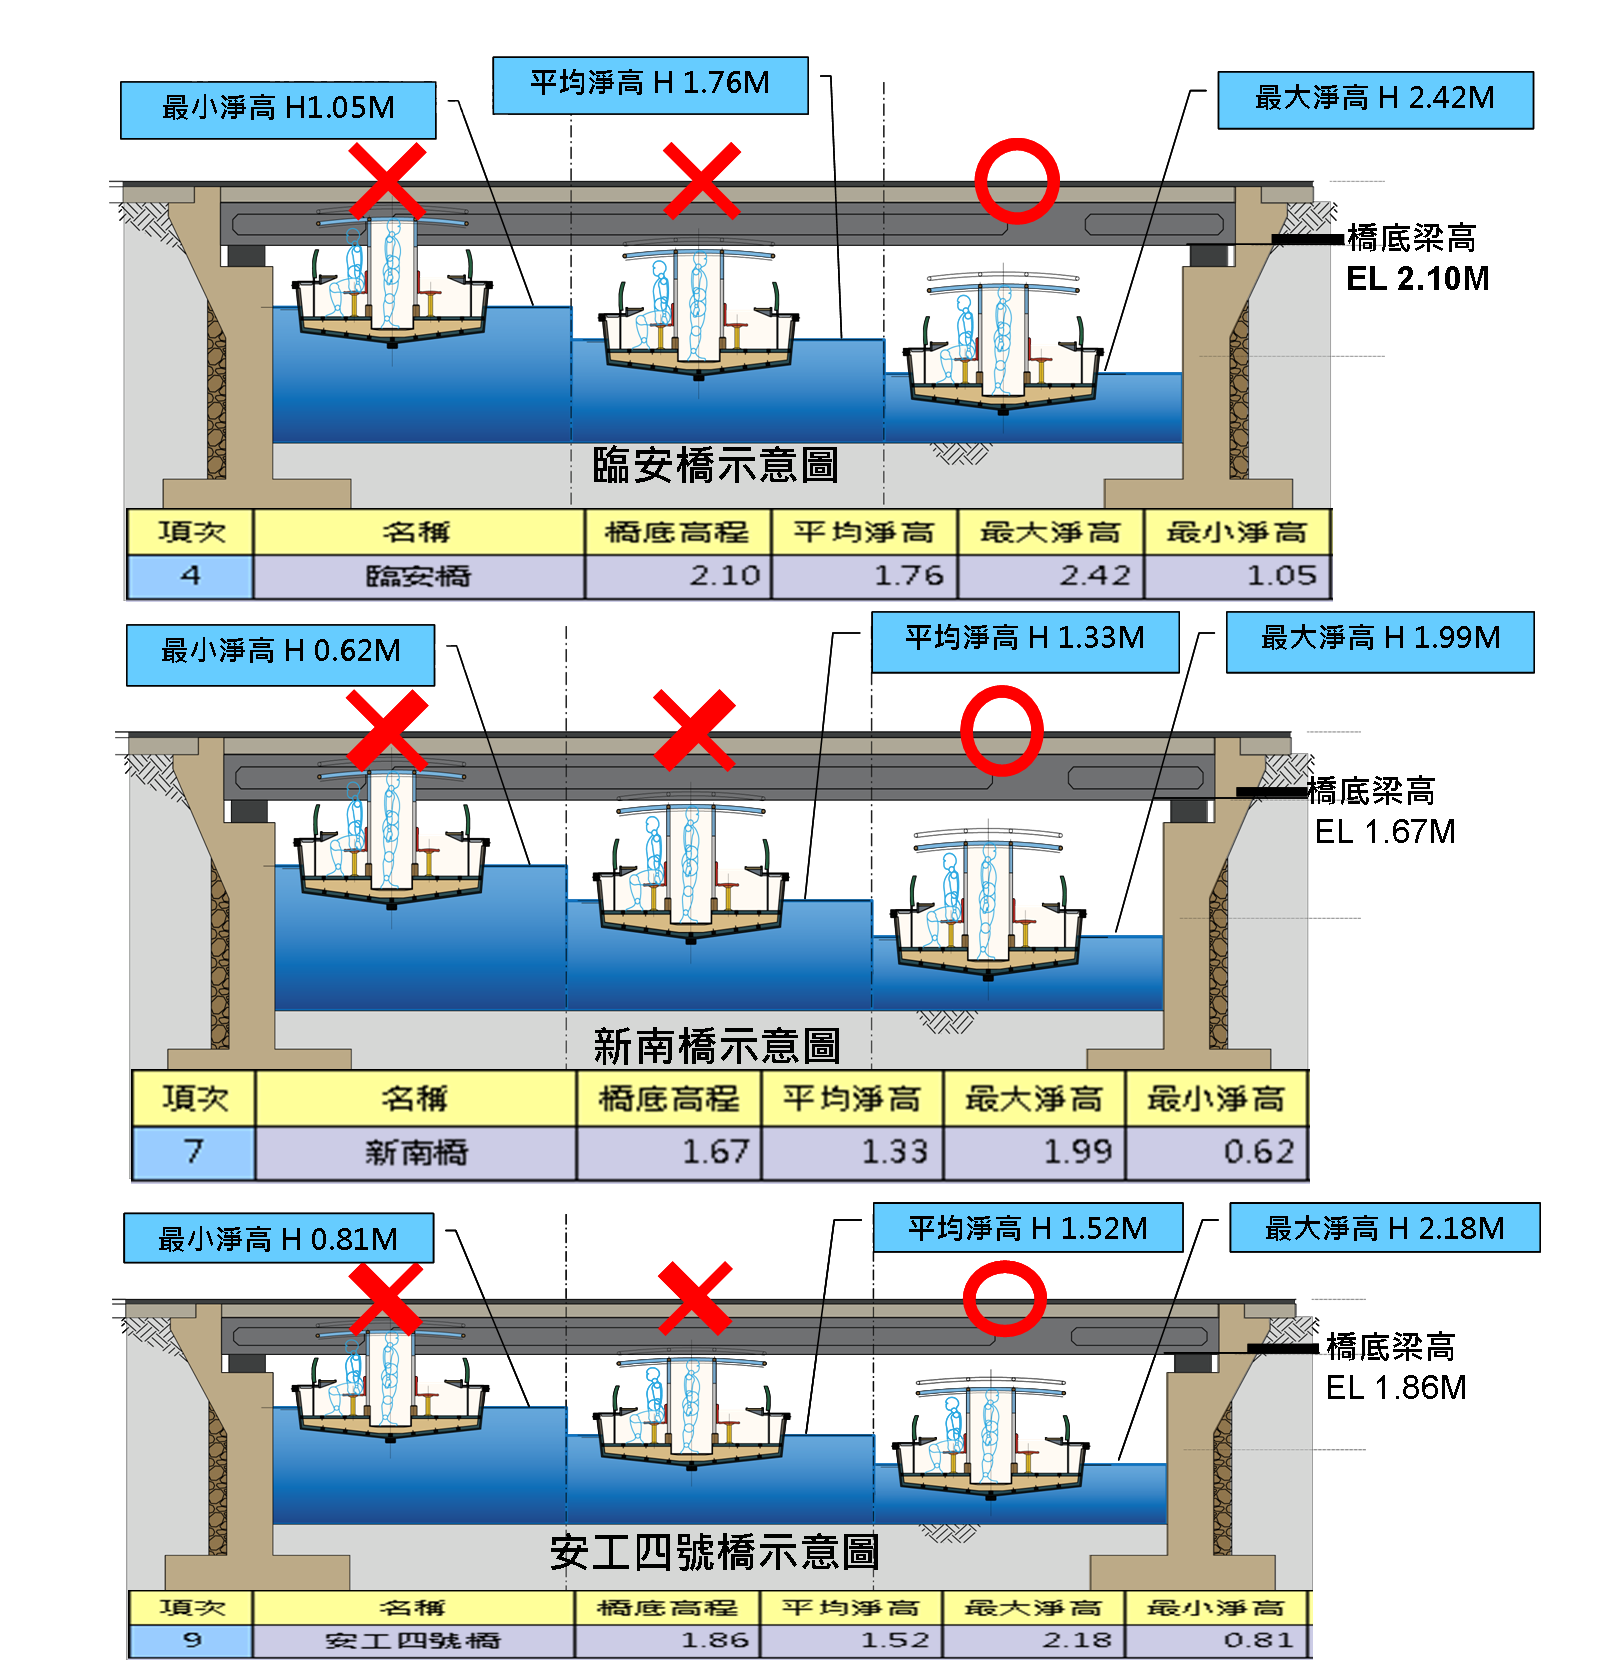 平均淨高 H 1.76M
最小淨高 H1.05M
最大淨高 H 2.42M
橋底梁高
EL 2.10M
臨安橋示意圖
項次 名稱 橋底高程 平均淨高 最大淨高 最小淨高
4 臨安橋 2.10 1.76 2.42 1.05
最小淨高 H 0.62M
平均淨高 H 1.33M
最大淨高 H 1.99M
橋底梁高
EL 1.67M
新南橋示意圖
項次 名稱 橋底高程 平均淨高 最大淨高 最小淨高
7 新南橋 1.67 1.33 1.99 0.62
最小淨高 H 0.81M
平均淨高 H 1.52M
最大淨高 H 2.18M
橋底梁高
EL 1.86M
安工四號橋示意圖
項次 名稱 橋底高程 平均淨高 最大淨高 最小淨高
9 安工四號橋 1.86 1.52 2.18 0.81